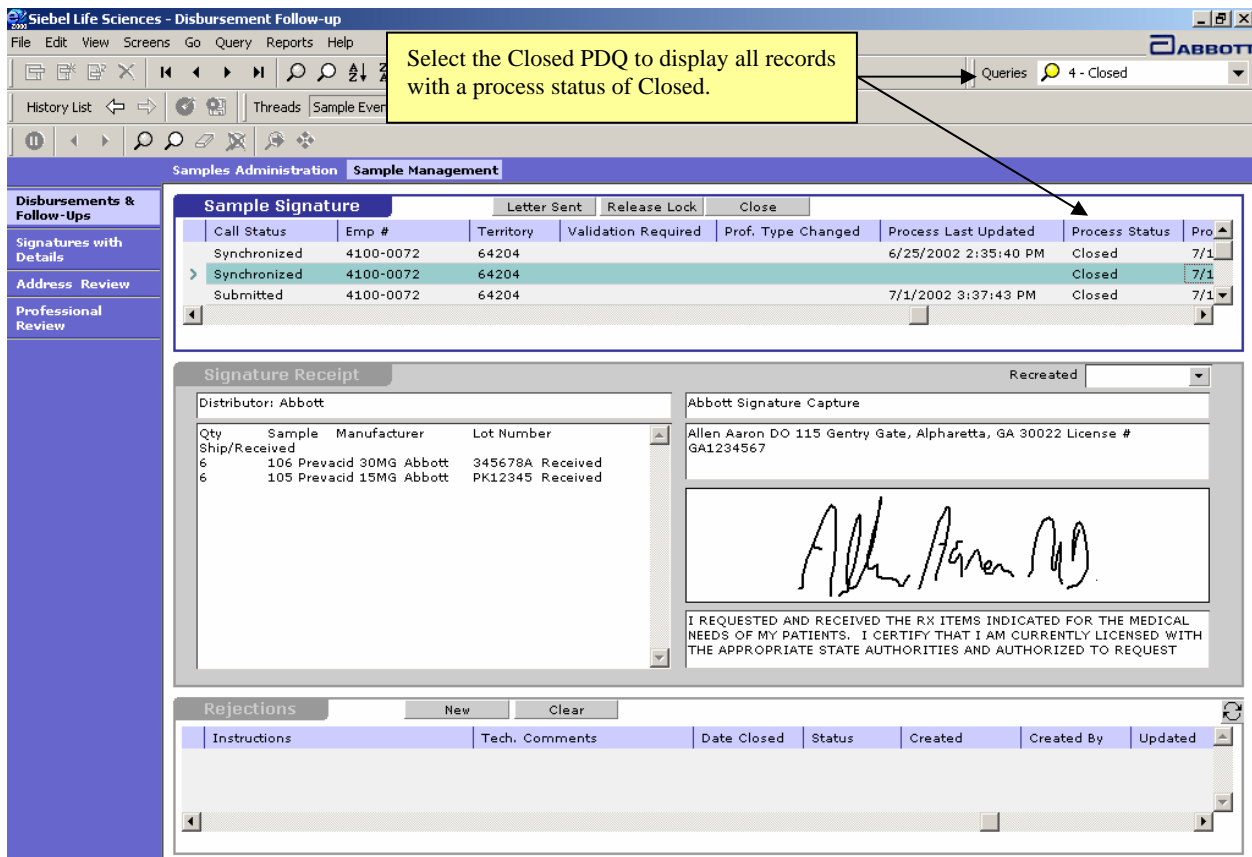 Siebel Life Sciences - Disbursement Follow-up
File Edit View Screens Go Query Reports Help
ABBOTT
Select the Closed PDQ to display all records
with a process status of Closed.
Queries 4 - Closed
History List Threads Sample Ever
Samples Administration Sample Management
Disbursements &
Follow-Ups
Signatures with
Details
Address Review
Professional
Review
Sample Signature Letter Sent Release Lock Close
Call Status Emp # Territory Validation Required Prof. Type Changed Process Last Updated Process Status Pro
Synchronized 4100-0072 64204 6/25/2002 2:35:40 PM Closed 7/1
Synchronized 4100-0072 64204 Closed 7/1
Submitted 4100-0072 64204 7/1/2002 3:37:43 PM Closed 7/1
Signature Receipt Recreated
Distributor: Abbott
Qty Sample Manufacturer Lot Number
Ship/Received
6 106 Prevacid 30MG Abbott 345678A Received
6 105 Prevacid 15MG Abbott PK12345 Received
Abbott Signature Capture
Allen Aaron DO 115 Gentry Gate, Alpharetta, GA 30022 License #
GA1234567
I REQUESTED AND RECEIVED THE RX ITEMS INDICATED FOR THE MEDICAL
NEEDS OF MY PATIENTS. I CERTIFY THAT I AM CURRENTLY LICENSED WITH
THE APPROPRIATE STATE AUTHORITIES AND AUTHORIZED TO REQUEST
Rejections New Clear
Instructions Tech. Comments Date Closed Status Created Created By Updated